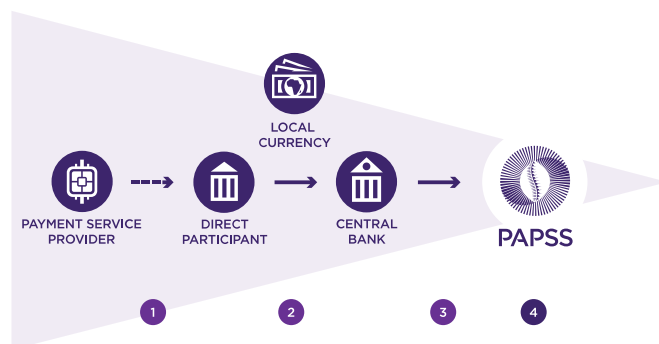 LOCAL
CURRENCY
PAYMENT SERVICE
PROVIDER
DIRECT
PARTICIPANT
CENTRAL
BANK
PAPSS
1
2
3
4